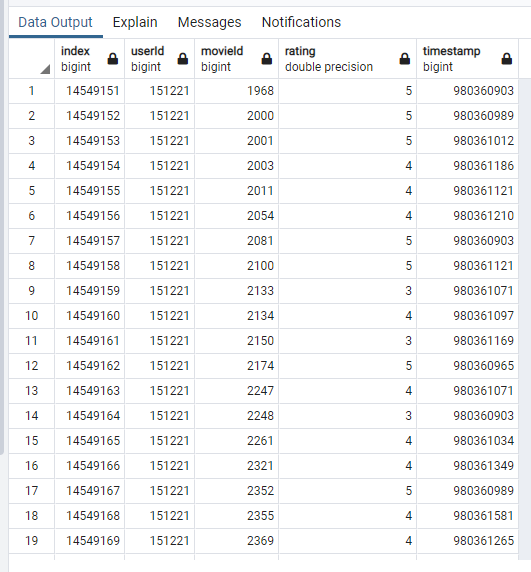 Data Output Explain Messages Notifications
index userId movieId rating timestamp
bigint bigint bigint double precision bigint
1 14549151 151221 1968 5 980360903
2 14549152 151221 2000 5 980360989
3 14549153 151221 2001 5 980361012
4 14549154 151221 2003 4 980361186
5 14549155 151221 2011 4 980361121
6 14549156 151221 2054 4 980361210
7 14549157 151221 2081 5 980360903
8 14549158 151221 2100 5 980361121
9 14549159 151221 2133 3 980361071
10 14549160 151221 2134 4 980361097
11 14549161 151221 2150 3 980361169
12 14549162 151221 2174 5 980360965
13 14549163 151221 2247 4 980361071
14 14549164 151221 2248 3 980360903
15 14549165 151221 2261 4 980361034
16 14549166 151221 2321 4 980361349
17 14549167 151221 2352 5 980360989
18 14549168 151221 2355 4 980361581
19 14549169 151221 2369 4 980361265